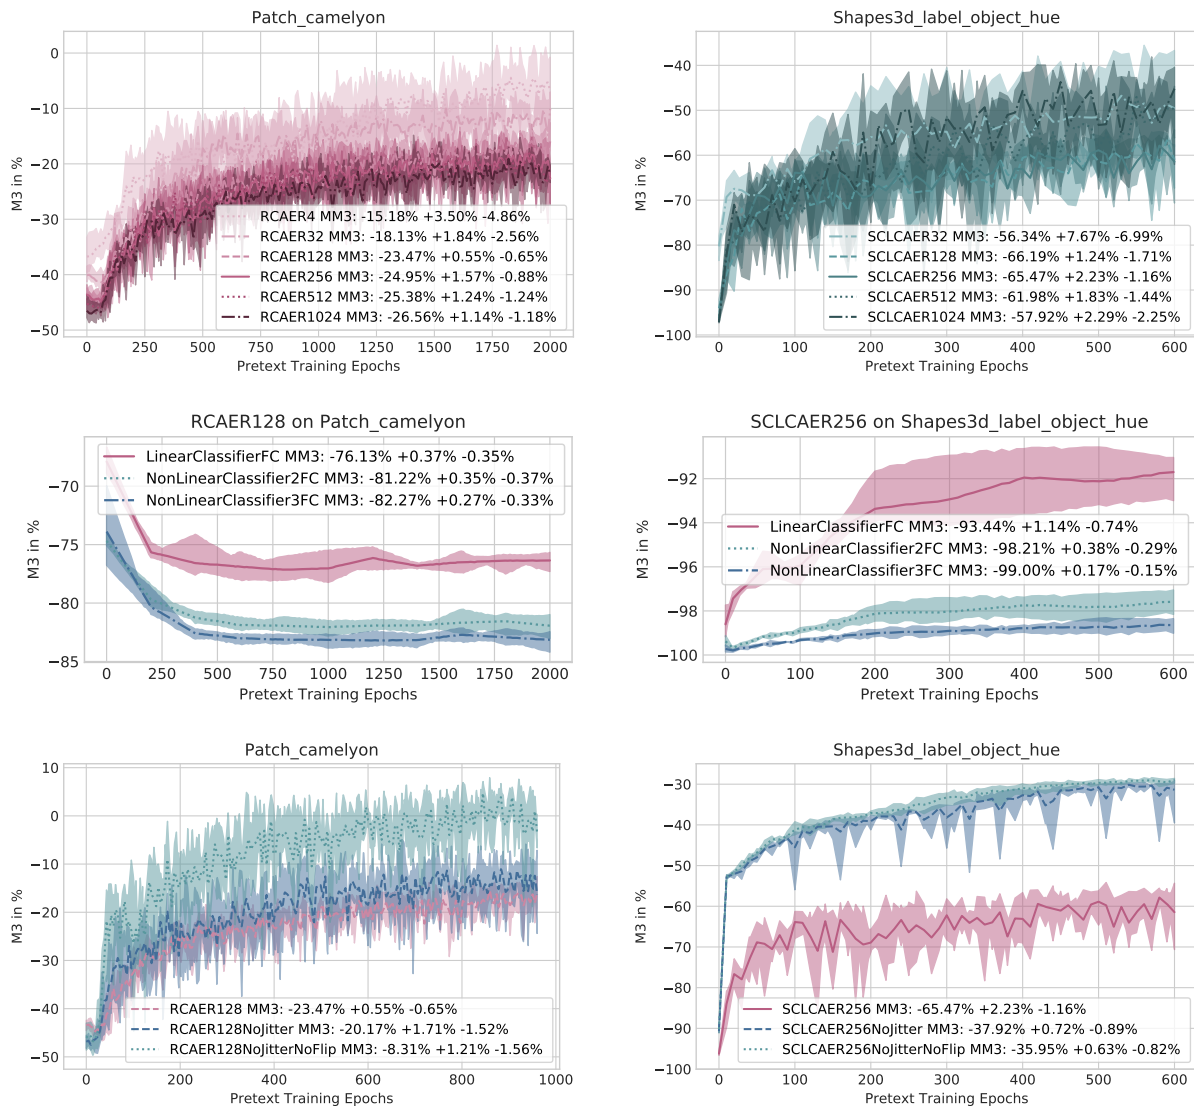 Patch_camelyon
M3 in %
0
−10
−20
−30
−40
−50
RCAER4 MM3: -15.18% +3.50% -4.86%
RCAER32 MM3: -18.13% +1.84% -2.56%
RCAER128 MM3: -23.47% +0.55% -0.65%
RCAER256 MM3: -24.95% +1.57% -0.88%
RCAER512 MM3: -25.38% +1.24% -1.24%
RCAER1024 MM3: -26.56% +1.14% -1.18%
0 250 500 750 1000 1250 1500 1750 2000
Pretext Training Epochs
Shapes3d_label_object_hue
M3 in %
−40
−50
−60
−70
−80
−90
−100
SCLCAER32 MM3: -56.34% +7.67% -6.99%
SCLCAER128 MM3: -66.19% +1.24% -1.71%
SCLCAER256 MM3: -65.47% +2.23% -1.16%
SCLCAER512 MM3: -61.98% +1.83% -1.44%
SCLCAER1024 MM3: -57.92% +2.29% -2.25%
0 100 200 300 400 500 600
Pretext Training Epochs
RCAER128 on Patch_camelyon
M3 in %
−70
−75
−80
−85
LinearClassifierFC MM3: -76.13% +0.37% -0.35%
NonLinearClassifier2FC MM3: -81.22% +0.35% -0.37%
NonLinearClassifier3FC MM3: -82.27% +0.27% -0.33%
0 250 500 750 1000 1250 1500 1750 2000
Pretext Training Epochs
SCLCAER256 on Shapes3d_label_object_hue
M3 in %
−92
−94
−96
−98
−100
LinearClassifierFC MM3: -93.44% +1.14% -0.74%
NonLinearClassifier2FC MM3: -98.21% +0.38% -0.29%
NonLinearClassifier3FC MM3: -99.00% +0.17% -0.15%
0 100 200 300 400 500 600
Pretext Training Epochs
Patch_camelyon
M3 in %
10
0
−10
−20
−30
−40
−50
RCAER128 MM3: -23.47% +0.55% -0.65%
RCAER128NoJitter MM3: -20.17% +1.71% -1.52%
RCAER128NoJitterNoFlip MM3: -8.31% +1.21% -1.56%
0 200 400 600 800 1000
Pretext Training Epochs
Shapes3d_label_object_hue
M3 in %
−30
−40
−50
−60
−70
−80
−90
−100
SCLCAER256 MM3: -65.47% +2.23% -1.16%
SCLCAER256NoJitter MM3: -37.92% +0.72% -0.89%
SCLCAER256NoJitterNoFlip MM3: -35.95% +0.63% -0.82%
0 100 200 300 400 500 600
Pretext Training Epochs